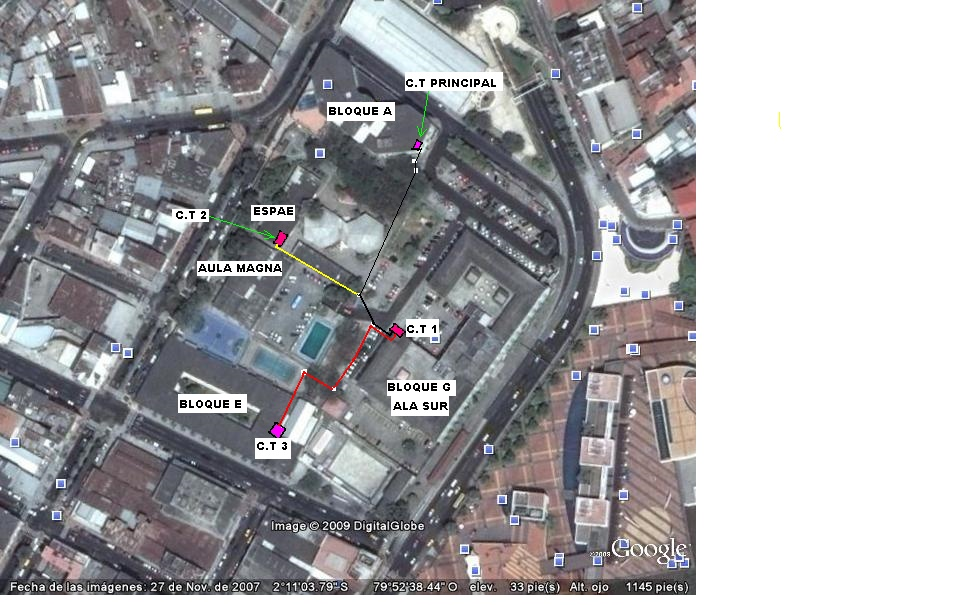 C.T PRINCIPAL
BLOQUE A
C.T 2
ESPAE
AULA MAGNA
C.T 1
BLOQUE G
ALA SUR
BLOQUE E
C.T 3
Image © 2009 DigitalGlobe
©2009 Google
Fecha de las imágenes: 27 de Nov. de 2007 2°11'03.79" S 79°52'38.44" O elev. 33 pie(s) Alt. ojo 1145 pie(s)